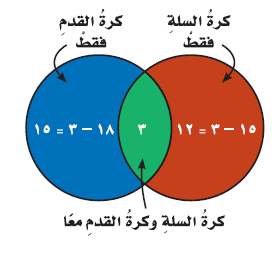 كرةُ السلةِ
فقطْ
كرةُ القدمِ
فقطْ
١٥ − ٣ = ١٢
٣
١٨ − ٣ = ١٥
كرةُ السلةِ وكرةُ القدمِ معًا